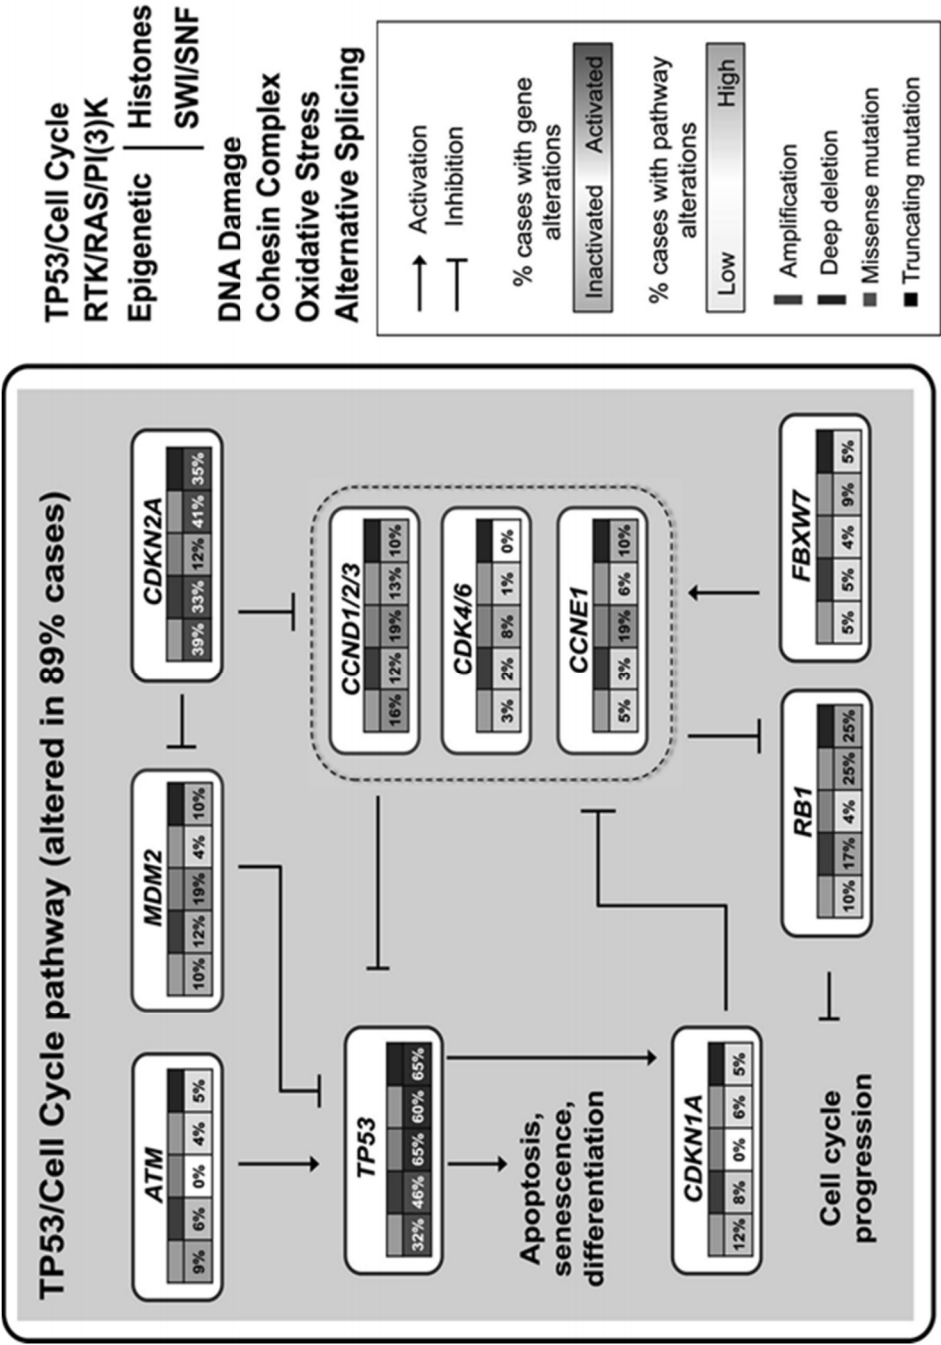 TP53/Cell Cycle pathway (altered in 89% cases)
ATM
9% 6% 0% 4% 5%
MDM2
10% 12% 19% 4% 10%
CDKN2A
39% 33% 12% 41% 35%
TP53
32% 46% 65% 60% 65%
CCND1/2/3
16% 12% 19% 13% 10%
CDK4/6
3% 2% 8% 1% 0%
CCNE1
5% 3% 19% 6% 10%
Apoptosis,
senescence,
differentiation
CDKN1A
12% 8% 0% 6% 5%
RB1
10% 17% 4% 25% 25%
FBXW7
5% 5% 4% 9% 5%
Cell cycle
progression
TP53/Cell Cycle
RTK/RAS/PI(3)K
Epigenetic Histones
SWI/SNF
DNA Damage
Cohesin Complex
Oxidative Stress
Alternative Splicing
Activation
Inhibition
% cases with gene
alterations
Inactivated Activated
% cases with pathway
alterations
Low High
Amplification
Deep deletion
Missense mutation
Truncating mutation